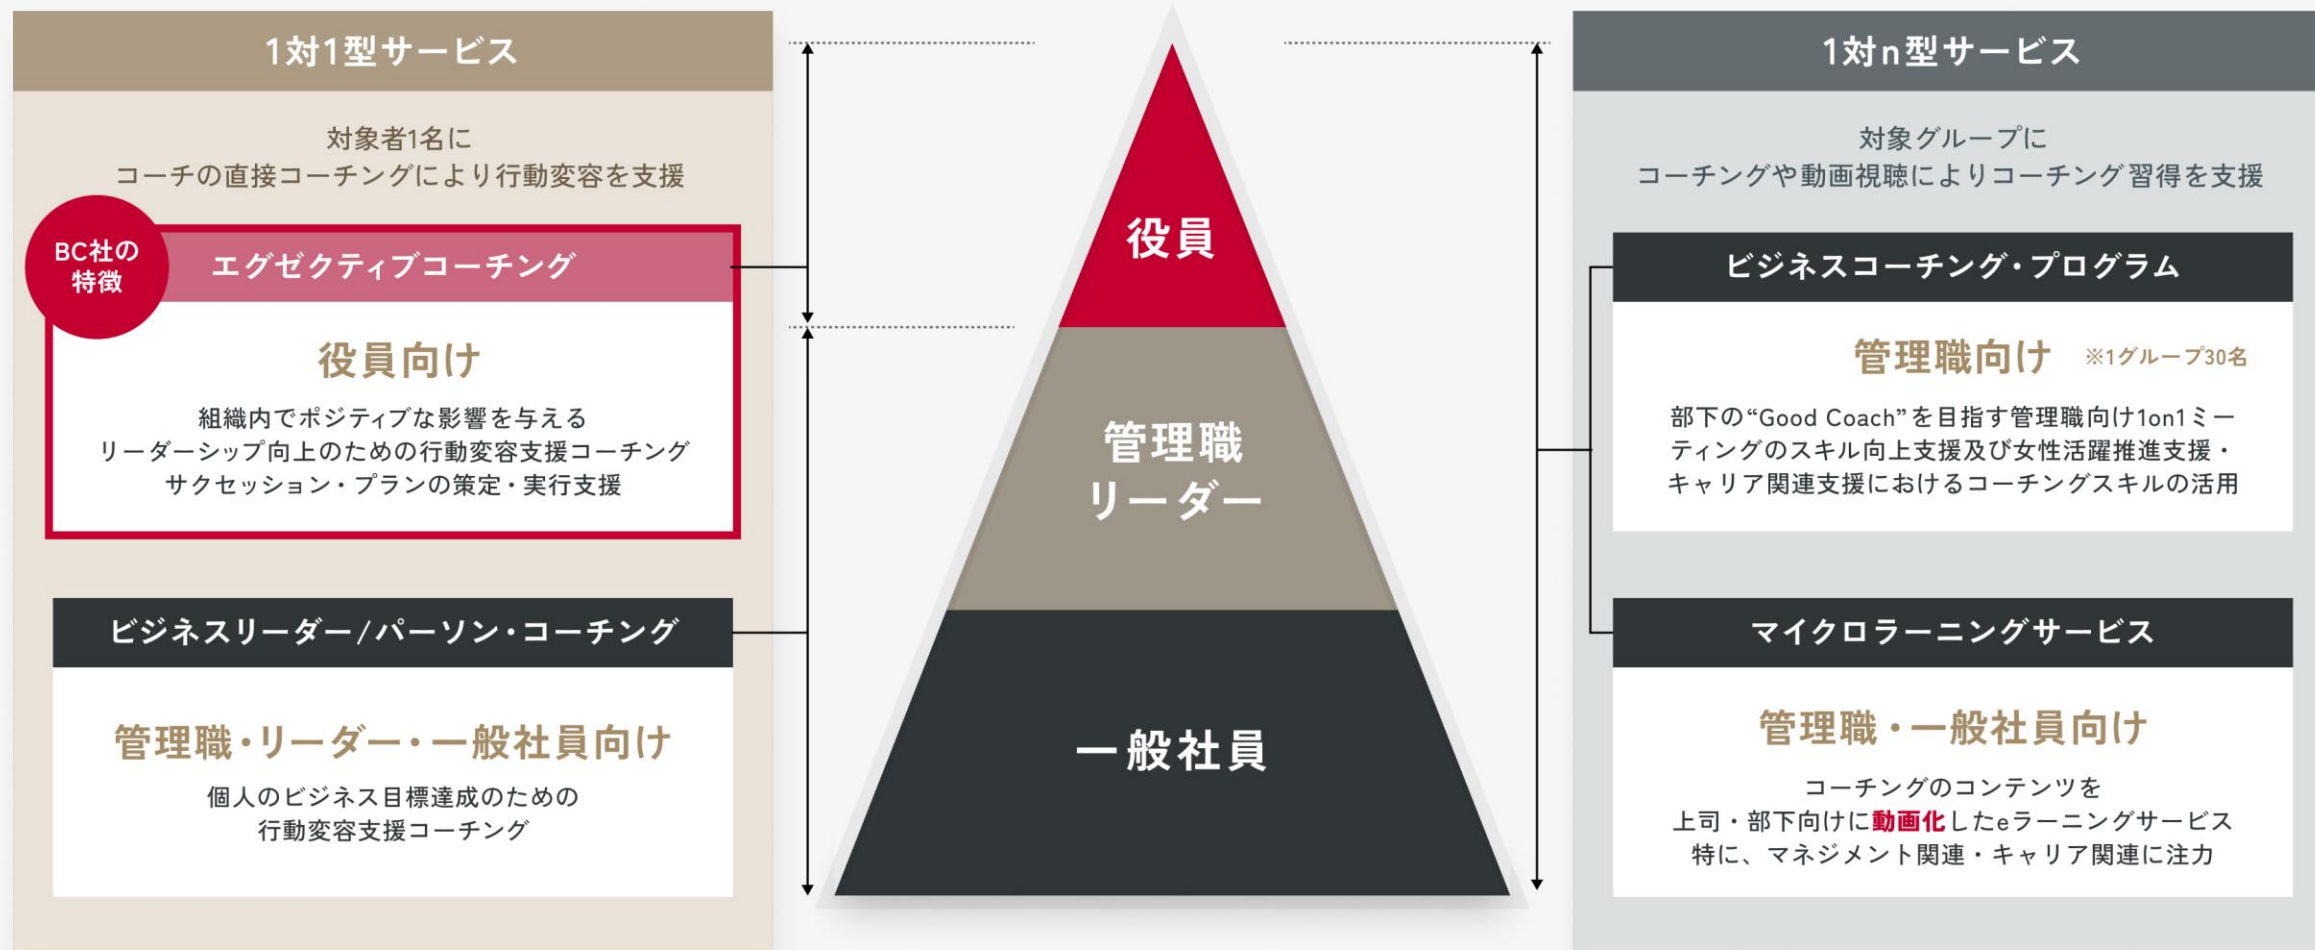 1対1型サービス
対象者1名に
コーチの直接コーチングにより行動変容を支援
BC社の
特徴
エグゼクティブコーチング
役員向け
組織内でポジティブな影響を与える
リーダーシップ向上のための行動変容支援コーチング
サクセッション・プランの策定・実行支援
ビジネスリーダー/パーソン・コーチング
管理職・リーダー・一般社員向け
個人のビジネス目標達成のための
行動変容支援コーチング
役員
管理職
リーダー
一般社員
1対n型サービス
対象グループに
コーチングや動画視聴によりコーチング習得を支援
ビジネスコーチング・プログラム
管理職向け ※1グループ30名
部下の“Good Coach”を目指す管理職向け1on1ミー
ティングのスキル向上支援及び女性活躍推進支援・
キャリア関連支援におけるコーチングスキルの活用
マイクロラーニングサービス
管理職・一般社員向け
コーチングのコンテンツを
上司・部下向けに動画化したeラーニングサービス
特に、マネジメント関連・キャリア関連に注力